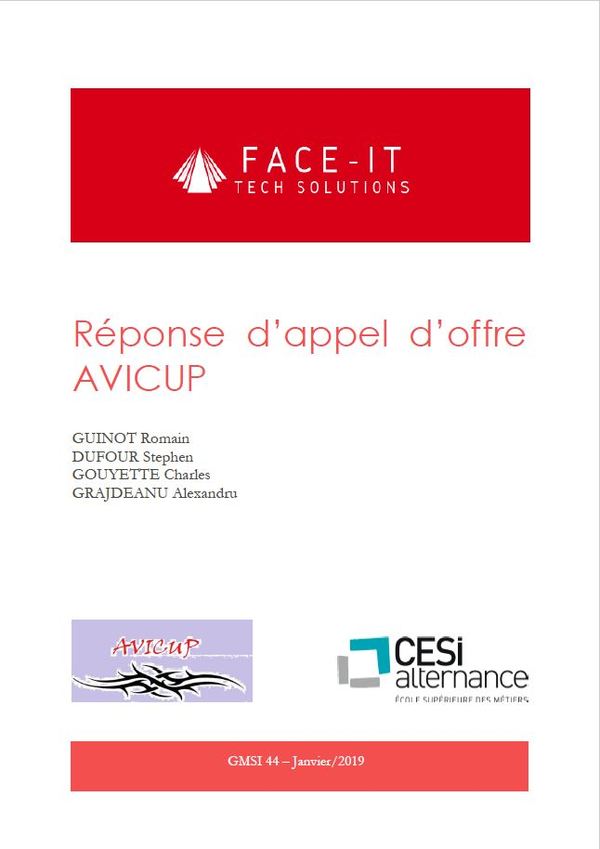 FACE-IT
TECH SOLUTIONS
Réponse d'appel d'offre
AVICUP
GUINOT Romain
DUFOUR Stephen
GOUYETTE Charles
GRAJDEANU Alexandru
AVICUP
CESi
alternance
ÉCOLE SUPÉRIEURE DES MÉTIERS
GMSI 44 – Janvier/2019